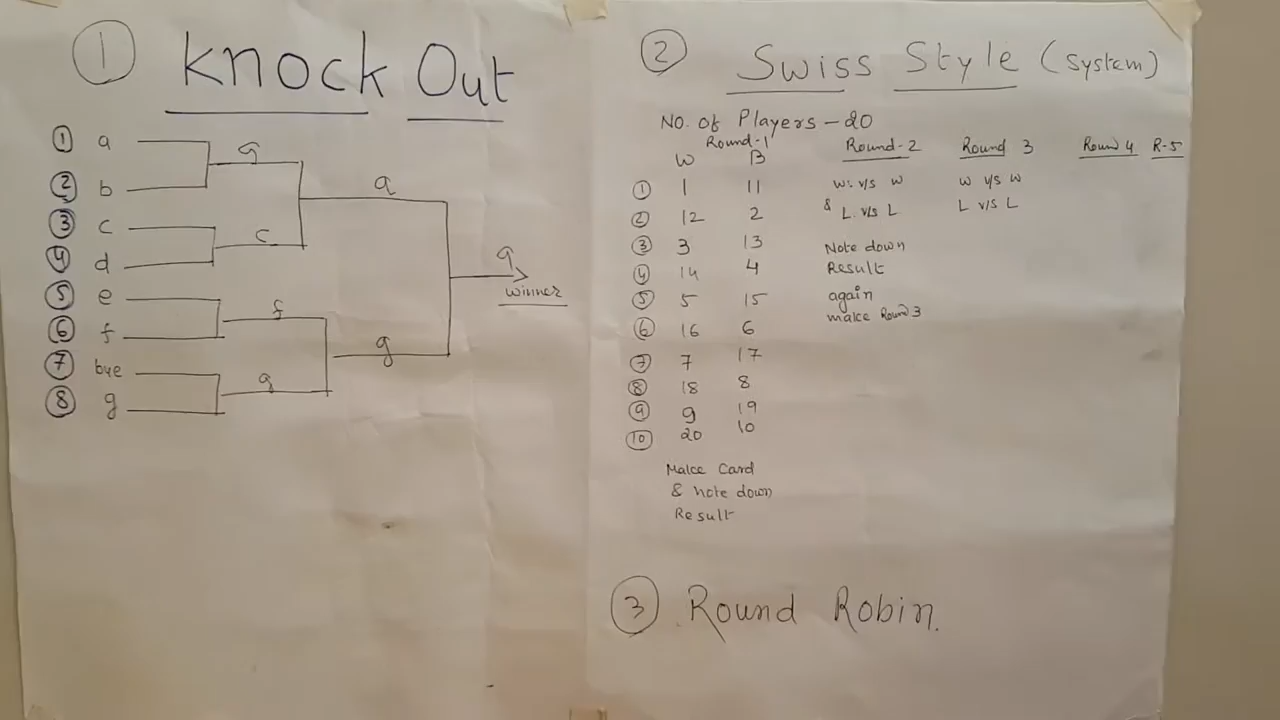 ① Knock Out
① a
② b
③ c
④ d
⑤ e
⑥ f
⑦ bye
⑧ g
a
c
f
g
a
g
a
winner
② Swiss Style (System)
No. of Players - 20
Round-1
W B
① 1 11
② 12 2
③ 3 13
④ 14 4
⑤ 5 15
⑥ 16 6
⑦ 7 17
⑧ 18 8
⑨ 9 19
⑩ 20 10
Make Card
& note down
Result
Round-2
W. v/s W
& L. v/s L
Note down
Result
again
make Round 3
Round 3
W v/s W
L v/s L
Round 4 R-5
③ Round Robin.